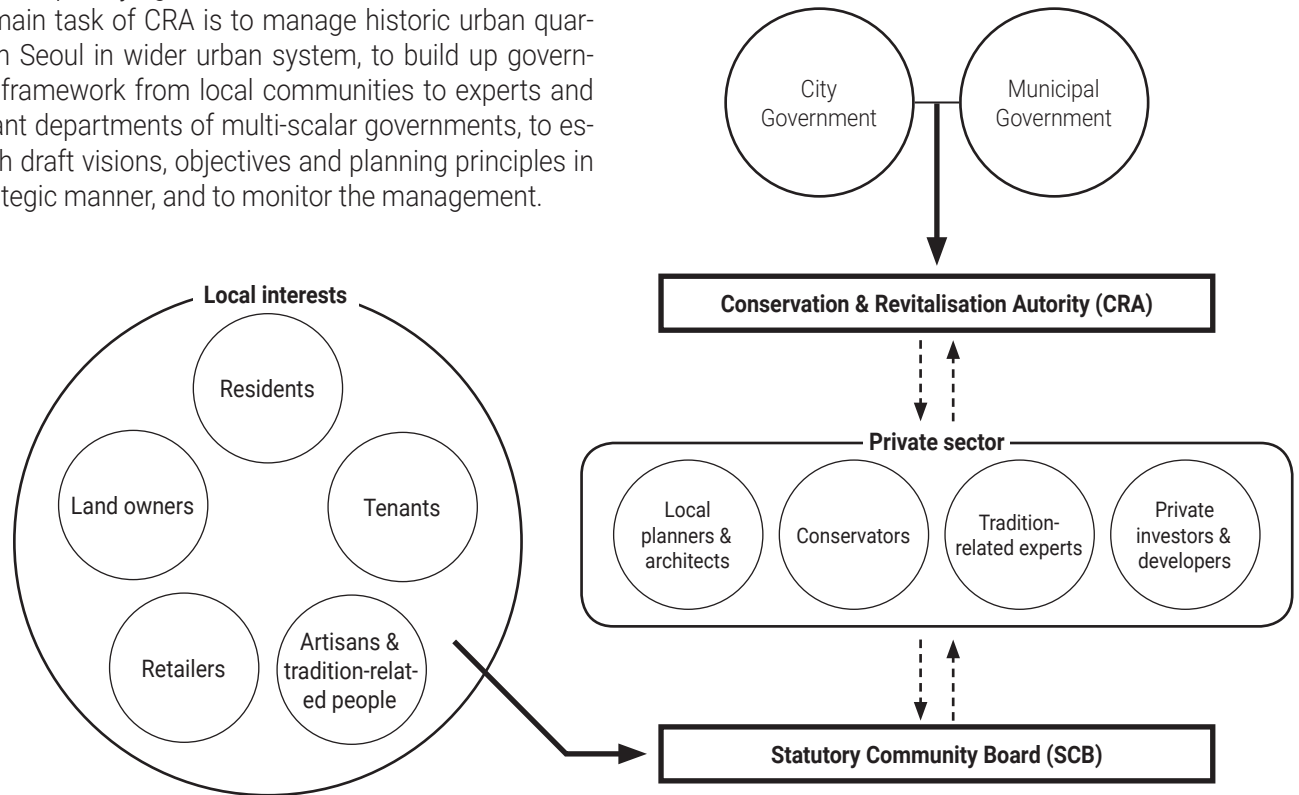 main task of CRA is to manage historic urban quar-
Seoul in wider urban system, to build up govern-
framework from local communities to experts and
ant departments of multi-scalar governments, to es-
h draft visions, objectives and planning principles in
tegic manner, and to monitor the management.
City
Government
Municipal
Government
Conservation & Revitalisation Autority (CRA)
Private sector
Local
planners &
architects
Conservators
Tradition-
related experts
Private
investors &
developers
Statutory Community Board (SCB)
Local interests
Residents
Land owners
Tenants
Retailers
Artisans &
tradition-relat-
ed people